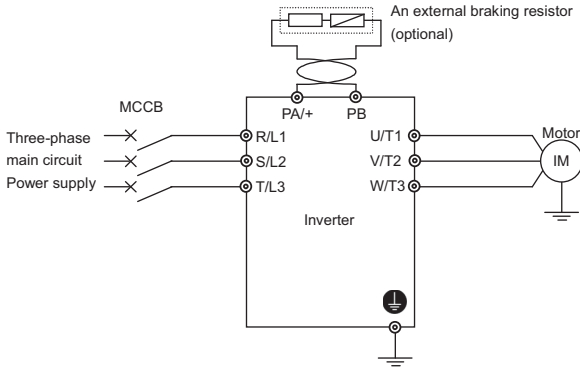 An external braking resistor
(optional)
PA/+ PB
MCCB
Three-phase
main circuit
Power supply
R/L1
S/L2
T/L3
U/T1
V/T2
W/T3
Motor
IM
Inverter